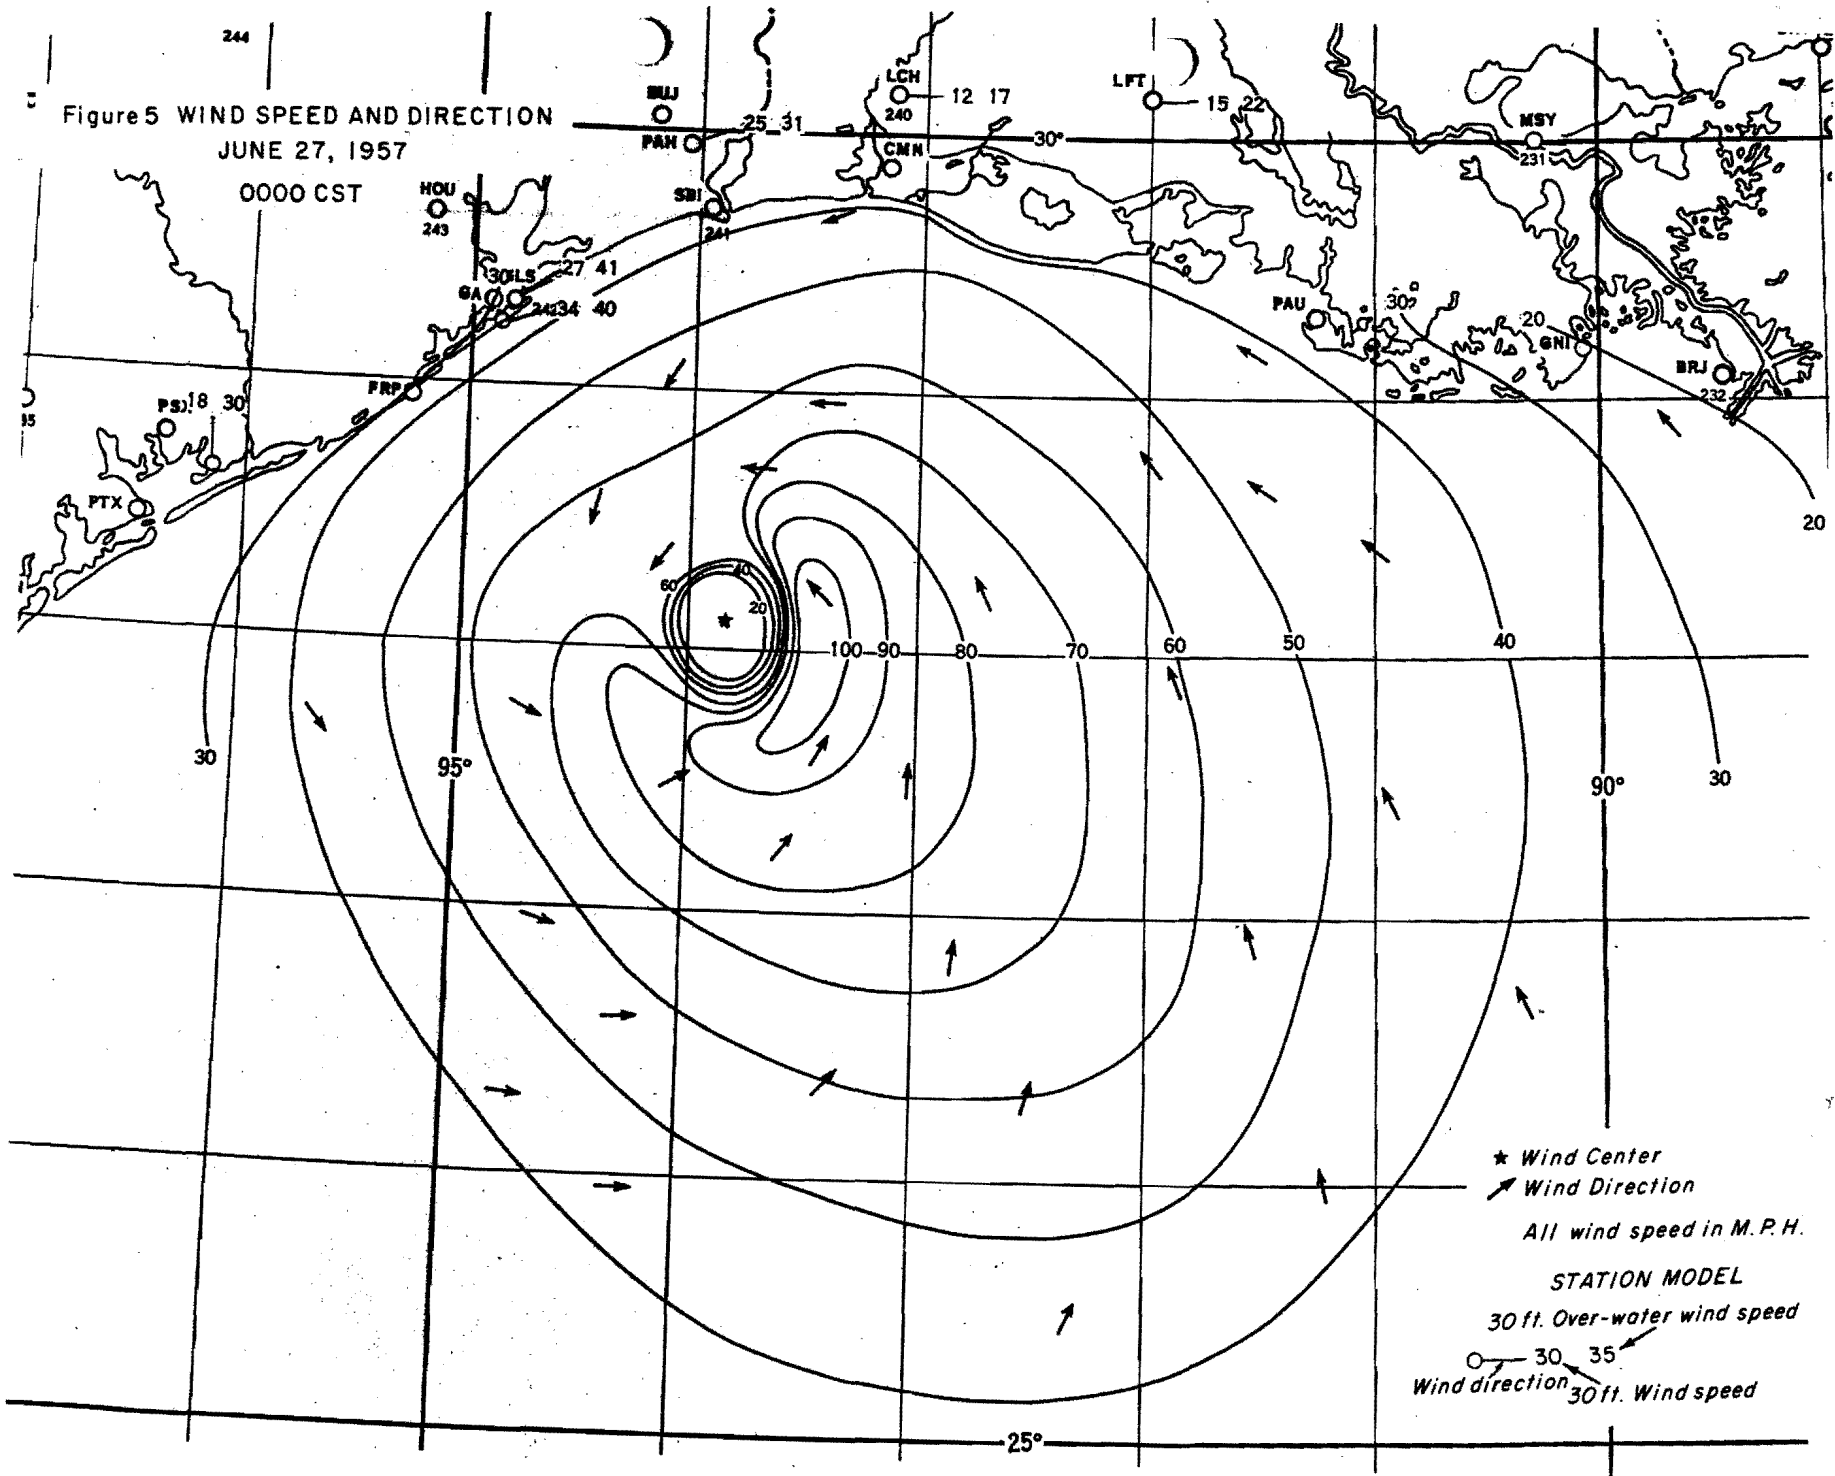 244
Figure 5 WIND SPEED AND DIRECTION
JUNE 27, 1957
0000 CST
BUJ
PAH
25 31
LCH
12 17
240
CMN
LFT
15 22
30°
MSY
231
HOU
243
SBI
241
30
GLS
27 41
GA
34 40
FRP
PSX
18 30
PTX
PAU
30
20
GNI
BRJ
232
20
60
40
20
100 90 80 70 60 50 40
30
95°
90°
30
★ Wind Center
Wind Direction
All wind speed in M.P.H.
STATION MODEL
30 ft. Over-water wind speed
30 35
Wind direction
30 ft. Wind speed
25°